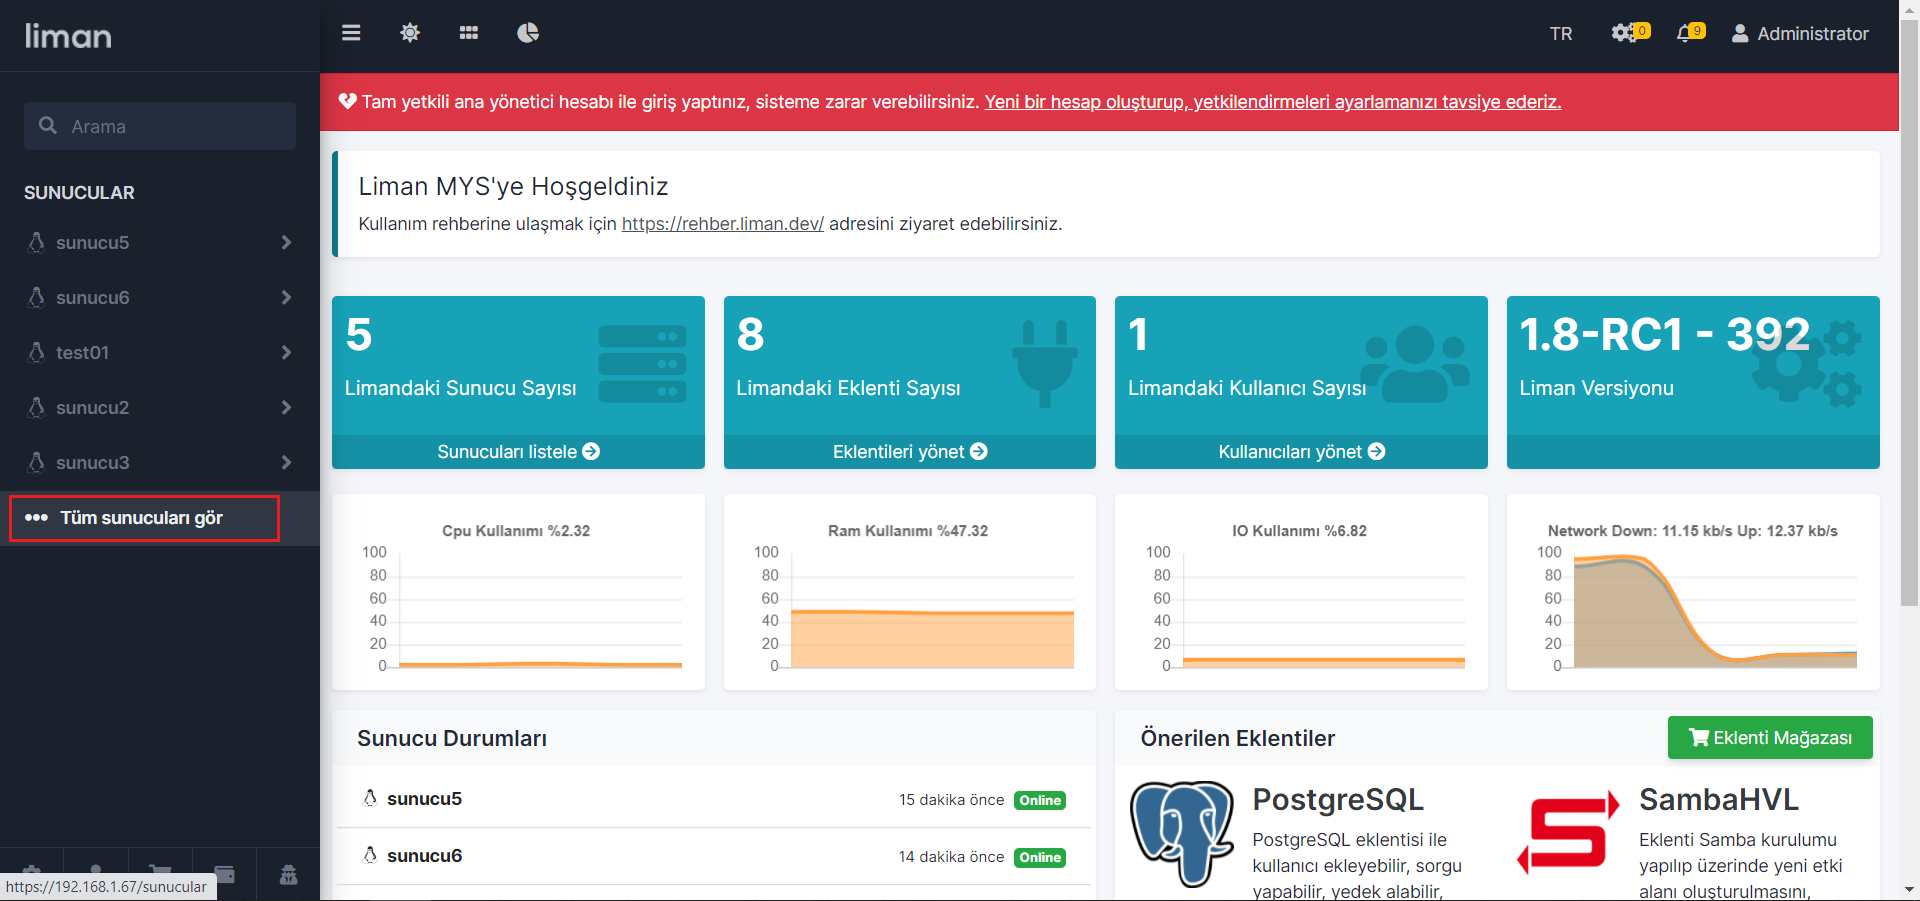 liman
TR
0
9
Administrator
Arama
Tam yetkili ana yönetici hesabı ile giriş yaptınız, sisteme zarar verebilirsiniz. Yeni bir hesap oluşturup, yetkilendirmeleri ayarlamanızı tavsiye ederiz.
SUNUCULAR
sunucu5
sunucu6
test01
sunucu2
sunucu3
Tüm sunucuları gör
Liman MYS'ye Hoşgeldiniz
Kullanım rehberine ulaşmak için https://rehber.liman.dev/ adresini ziyaret edebilirsiniz.
5
Limandaki Sunucu Sayısı
Sunucuları listele
8
Limandaki Eklenti Sayısı
Eklentileri yönet
1
Limandaki Kullanıcı Sayısı
Kullanıcıları yönet
1.8-RC1 - 392
Liman Versiyonu
Cpu Kullanımı %2.32
100
80
60
40
20
0
Ram Kullanımı %47.32
100
80
60
40
20
0
IO Kullanımı %6.82
100
80
60
40
20
0
Network Down: 11.15 kb/s Up: 12.37 kb/s
100
80
60
40
20
0
Sunucu Durumları
sunucu5
15 dakika önce Online
sunucu6
14 dakika önce Online
Önerilen Eklentiler
Eklenti Mağazası
PostgreSQL
PostgreSQL eklentisi ile
kullanıcı ekleyebilir, sorgu
yapabilir, yedek alabilir,
SambaHVL
Eklenti Samba kurulumu
yapılıp üzerinde yeni etki
alanı oluşturulmasını,
https://192.168.1.67/sunucular